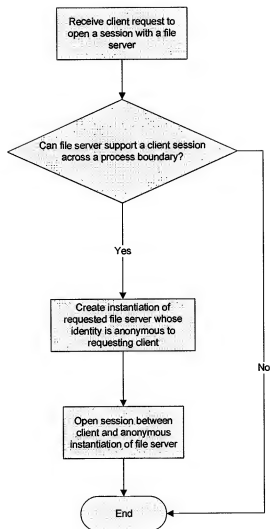 Receive client request to
open a session with a file
server
Can file server support a client session
across a process boundary?
Yes
Create instantiation of
requested file server whose
identity is anonymous to
requesting client
No
Open session between
client and anonymous
instantiation of file server
End